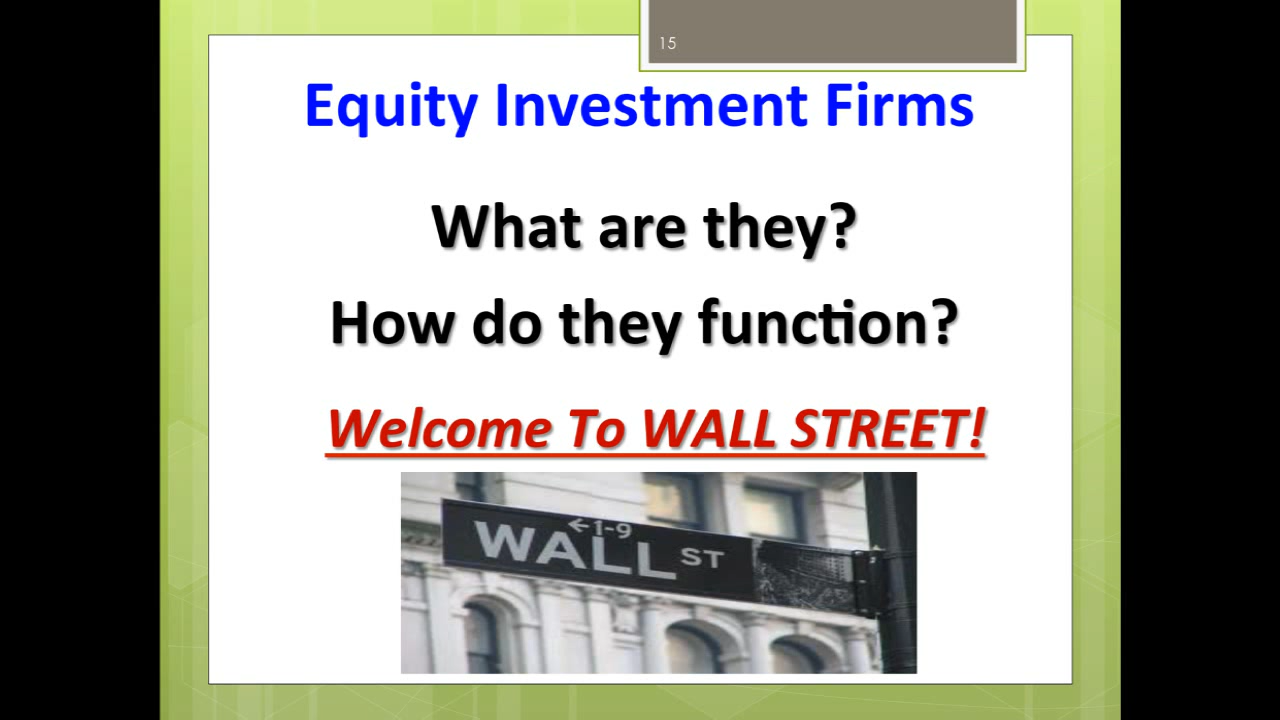 15
Equity Investment Firms
What are they?
How do they function?
Welcome To WALL STREET!
←1-9
WALL ST